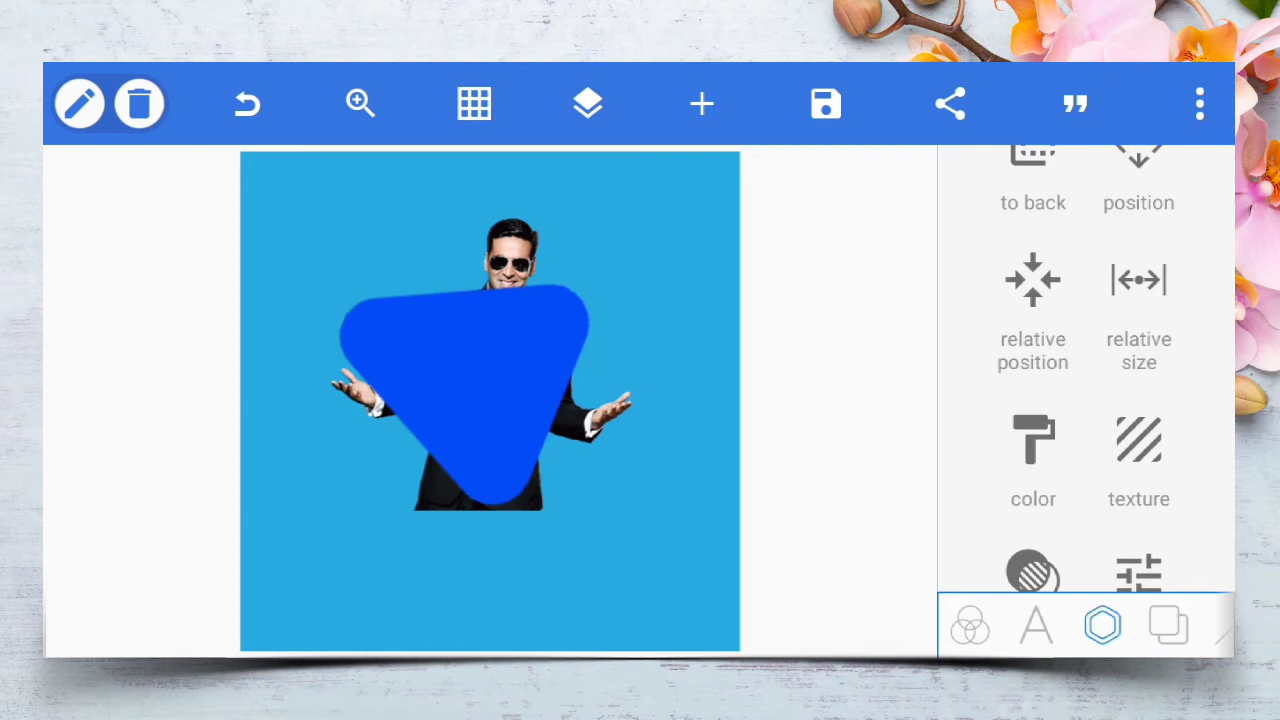 to back
position
relative
position
relative
size
color
texture